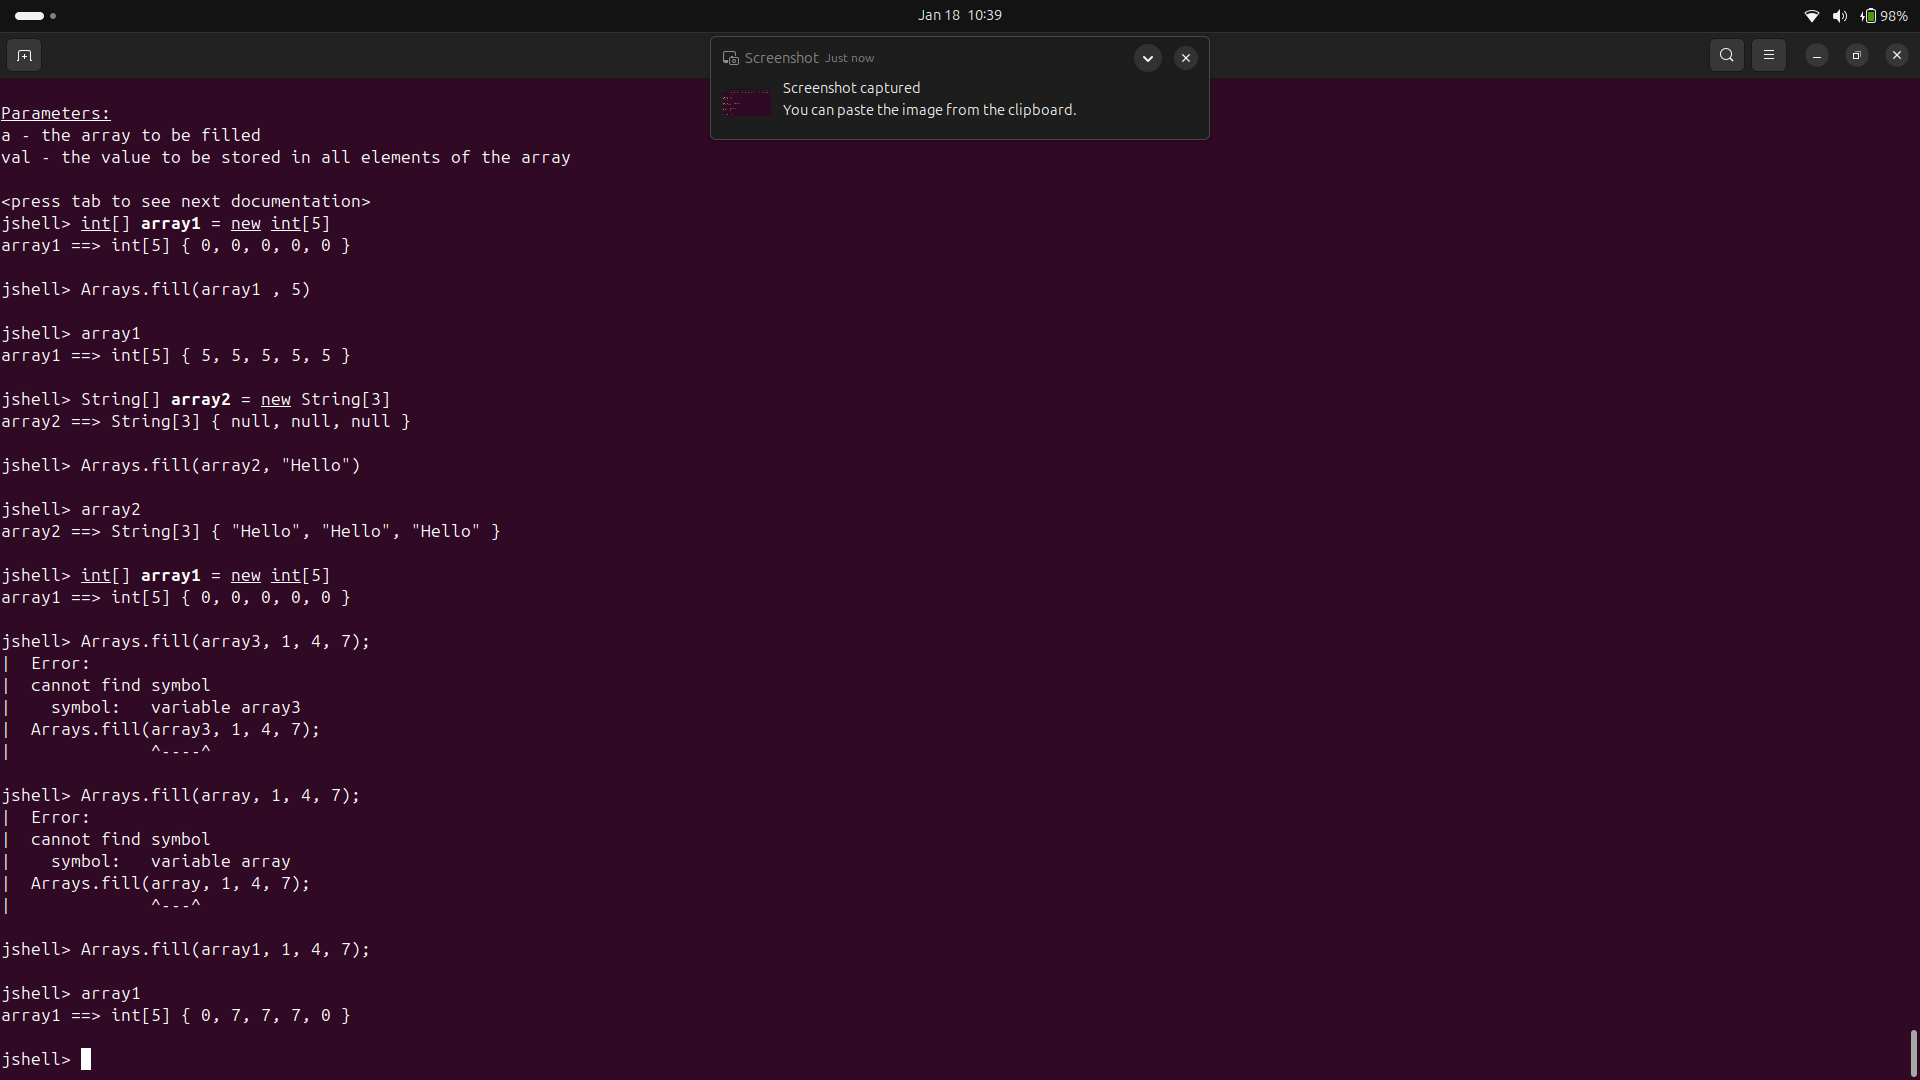 Jan 18 10:39
98%
Screenshot Just now
Screenshot captured
You can paste the image from the clipboard.
Parameters:
a - the array to be filled
val - the value to be stored in all elements of the array
<press tab to see next documentation>
jshell> int[] array1 = new int[5]
array1 ==> int[5] { 0, 0, 0, 0, 0 }
jshell> Arrays.fill(array1 , 5)
jshell> array1
array1 ==> int[5] { 5, 5, 5, 5, 5 }
jshell> String[] array2 = new String[3]
array2 ==> String[3] { null, null, null }
jshell> Arrays.fill(array2, "Hello")
jshell> array2
array2 ==> String[3] { "Hello", "Hello", "Hello" }
jshell> int[] array1 = new int[5]
array1 ==> int[5] { 0, 0, 0, 0, 0 }
jshell> Arrays.fill(array3, 1, 4, 7);
|  Error:
|  cannot find symbol
|    symbol:   variable array3
|  Arrays.fill(array3, 1, 4, 7);
|              ^----^
jshell> Arrays.fill(array, 1, 4, 7);
|  Error:
|  cannot find symbol
|    symbol:   variable array
|  Arrays.fill(array, 1, 4, 7);
|              ^---^
jshell> Arrays.fill(array1, 1, 4, 7);
jshell> array1
array1 ==> int[5] { 0, 7, 7, 7, 0 }
jshell>